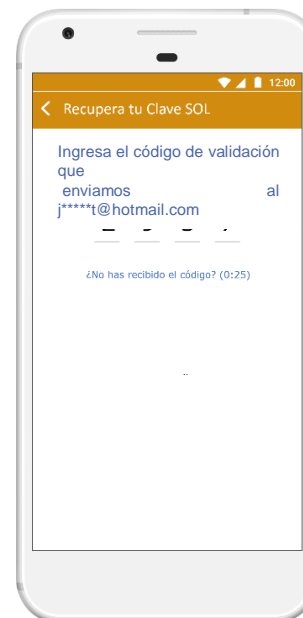 12:00
Recupera tu Clave SOL
Ingresa el código de validación
que
enviamos al
j*****t@hotmail.com
¿No has recibido el código? (0:25)